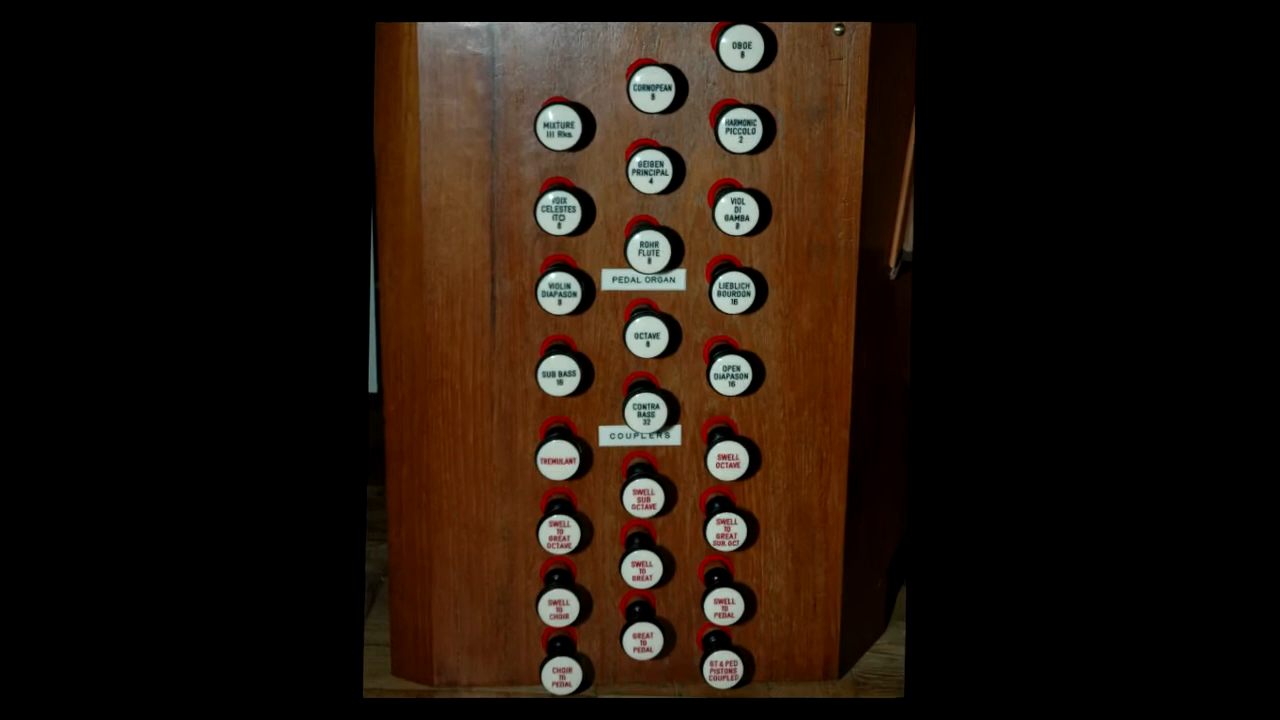 OBOE
8
CORNOPEAN
8
MIXTURE
III Rks.
HARMONIC
PICCOLO
2
GEIGEN
PRINCIPAL
4
VOIX
CELESTES
(TC)
8
VIOL
DI
GAMBA
8
ROHR
FLUTE
8
PEDAL ORGAN
VIOLIN
DIAPASON
8
LIEBLICH
BOURDON
16
OCTAVE
8
SUB BASS
16
OPEN
DIAPASON
16
CONTRA
BASS
32
COUPLERS
TREMULANT
SWELL
OCTAVE
SWELL
SUB
OCTAVE
SWELL
TO
GREAT
OCTAVE
SWELL
TO
GREAT
SUB OCT
SWELL
TO
GREAT
SWELL
TO
CHOIR
SWELL
TO
PEDAL
GREAT
TO
PEDAL
CHOIR
TO
PEDAL
GT & PED
PISTONS
COUPLED